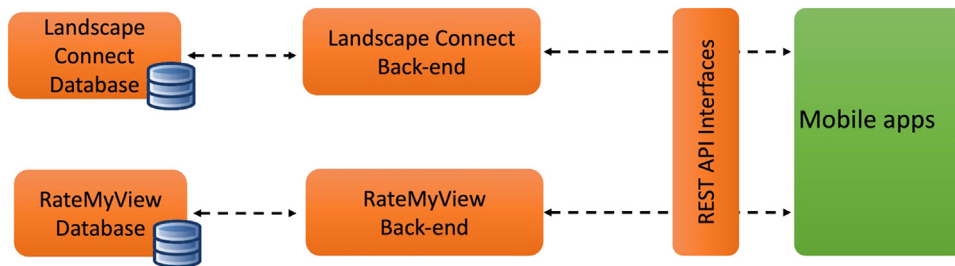 Landscape
Connect
Database
Landscape Connect
Back-end
REST API Interfaces
Mobile apps
RateMyView
Database
RateMyView
Back-end